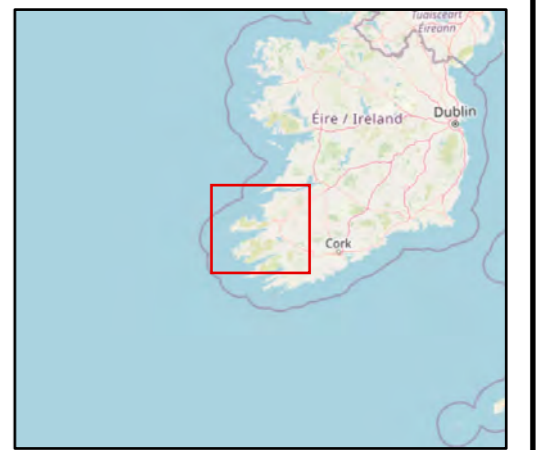 Tuaisceart
Éireann
Éire / Ireland
Dublin
Cork